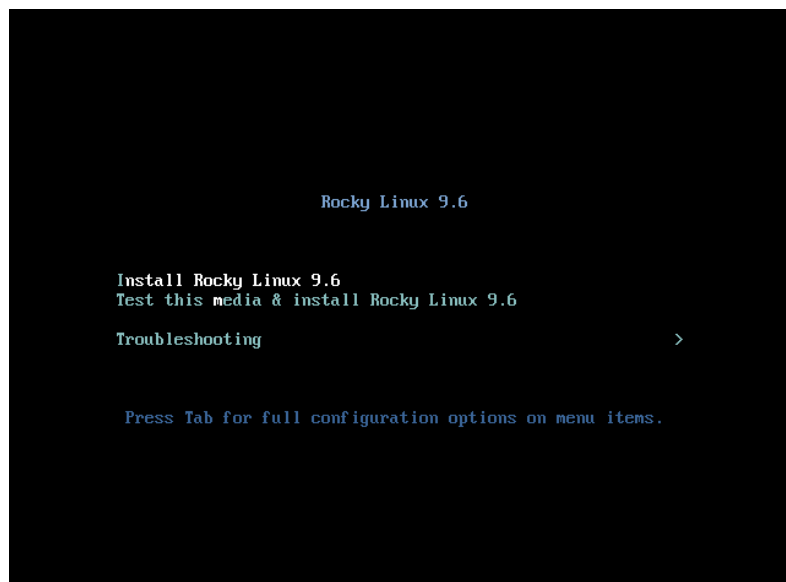 Rocky Linux 9.6
Install Rocky Linux 9.6
Test this media & install Rocky Linux 9.6
Troubleshooting >
Press Tab for full configuration options on menu items.